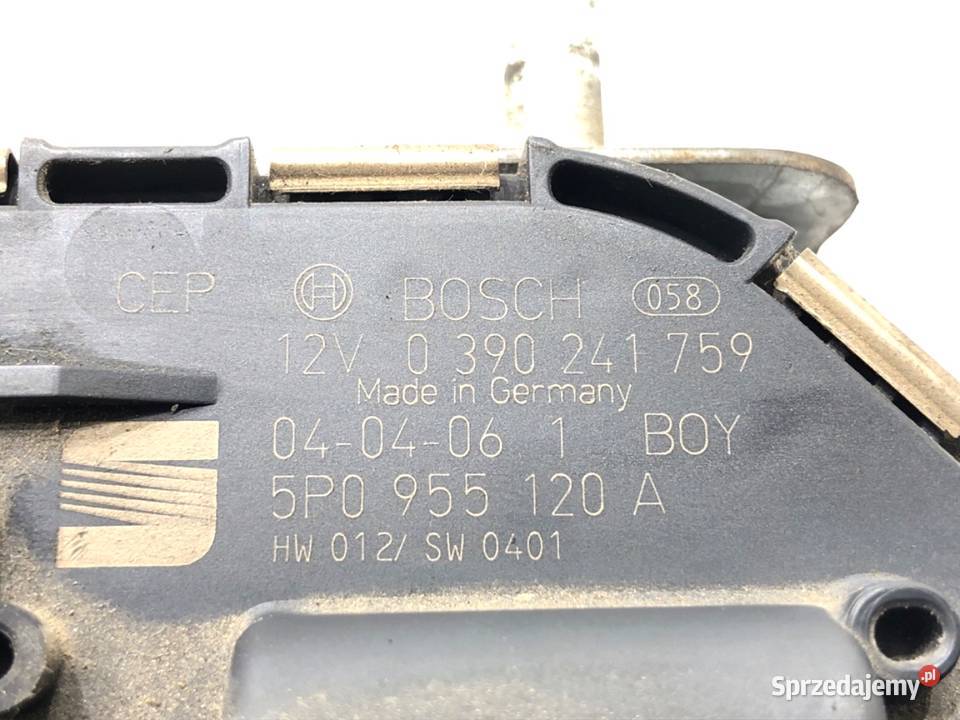 CEP BOSCH 058
12V 0 390 241 759
Made in Germany
04-04-06 1 BOY
5P0 955 120 A
HW 012/ SW 0401
Sprzedajemy.pl